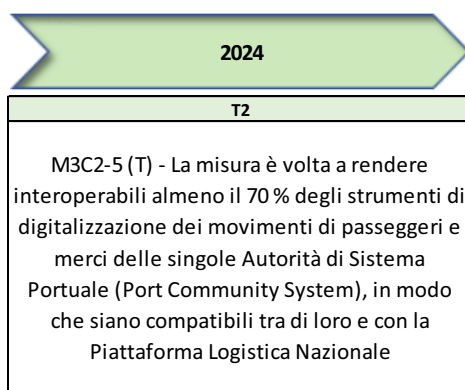 2024
T2
M3C2-5 (T) - La misura è volta a rendere
interoperabili almeno il 70 % degli strumenti di
digitalizzazione dei movimenti di passeggeri e
merci delle singole Autorità di Sistema
Portuale (Port Community System), in modo
che siano compatibili tra di loro e con la
Piattaforma Logistica Nazionale